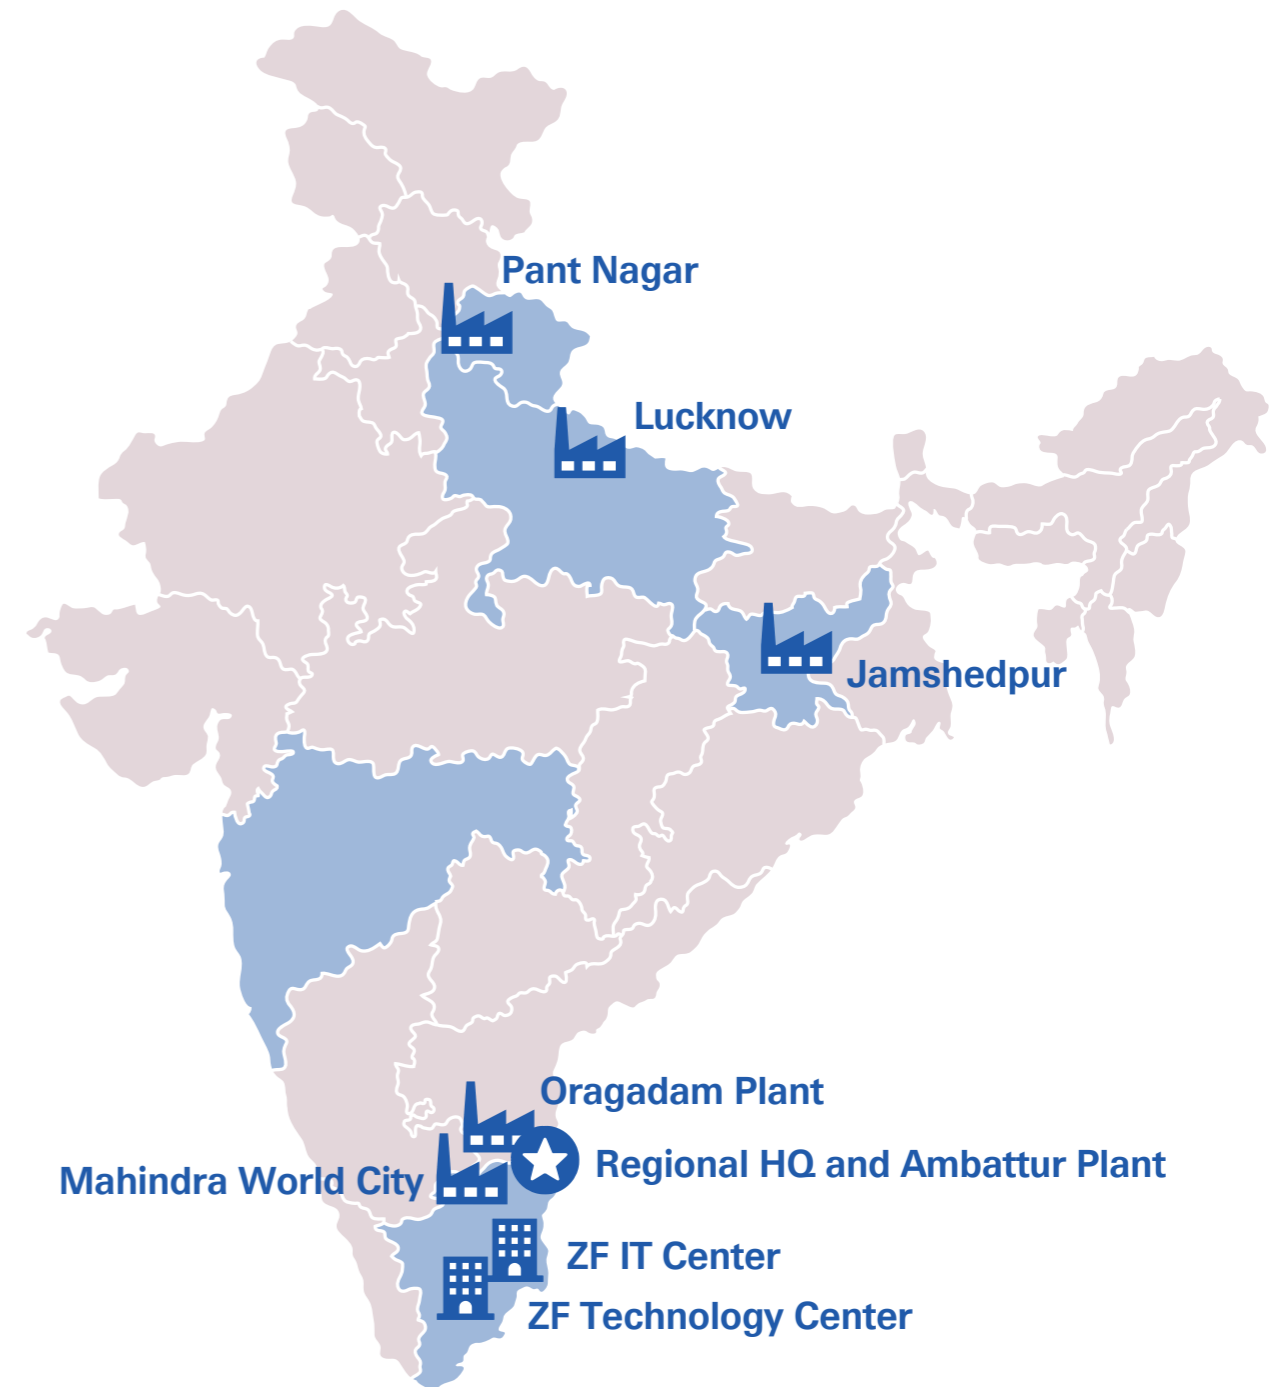 Pant Nagar
Lucknow
Jamshedpur
Oragadam Plant
Regional HQ and Ambattur Plant
Mahindra World City
ZF IT Center
ZF Technology Center